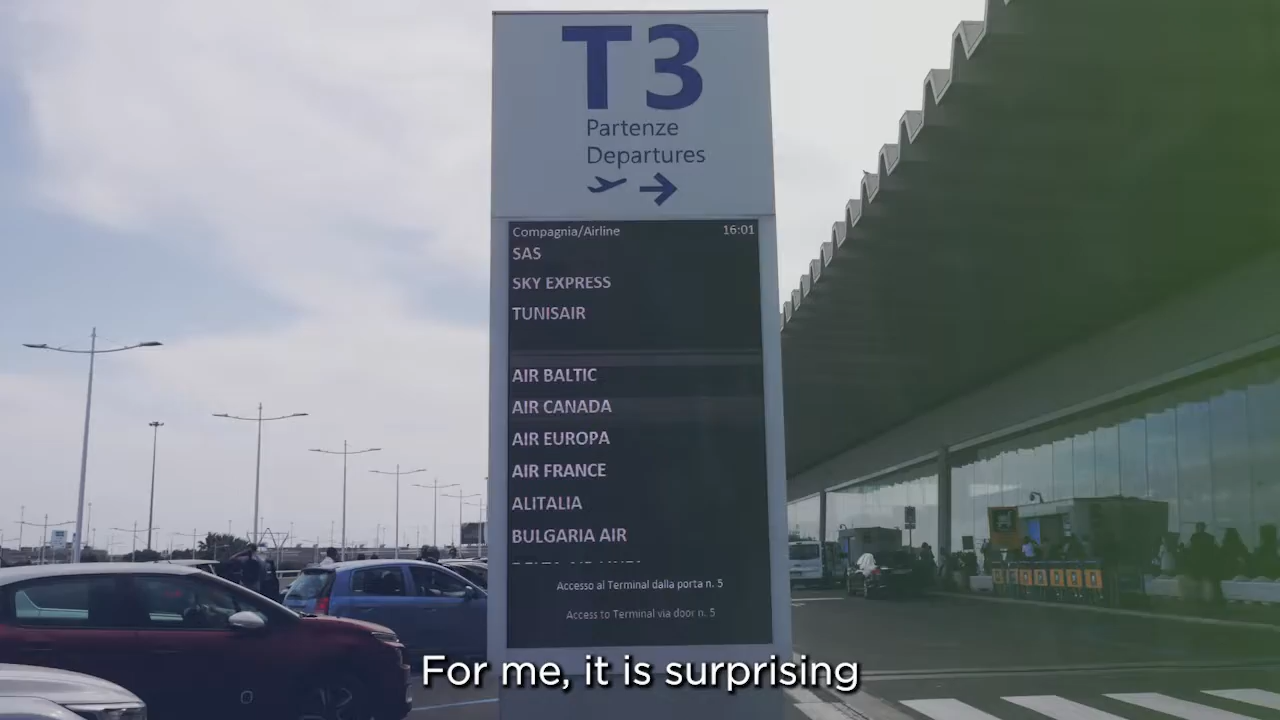 T3
Partenze
Departures
Compagnia/Airline 16:01
SAS
SKY EXPRESS
TUNISAIR
AIR BALTIC
AIR CANADA
AIR EUROPA
AIR FRANCE
ALITALIA
BULGARIA AIR
Accesso al Terminal dalla porta n. 5
Access to Terminal via door n. 5
For me, it is surprising